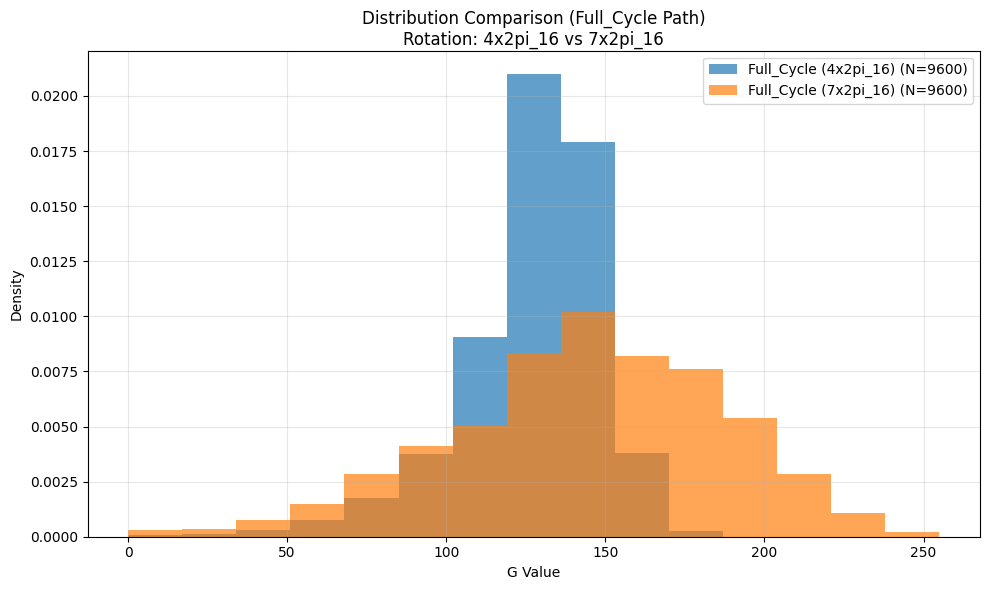 Distribution Comparison (Full_Cycle Path)
Rotation: 4x2pi_16 vs 7x2pi_16
Full_Cycle (4x2pi_16) (N=9600)
Full_Cycle (7x2pi_16) (N=9600)
Density
0.0200
0.0175
0.0150
0.0125
0.0100
0.0075
0.0050
0.0025
0.0000
0 50 100 150 200 250
G Value